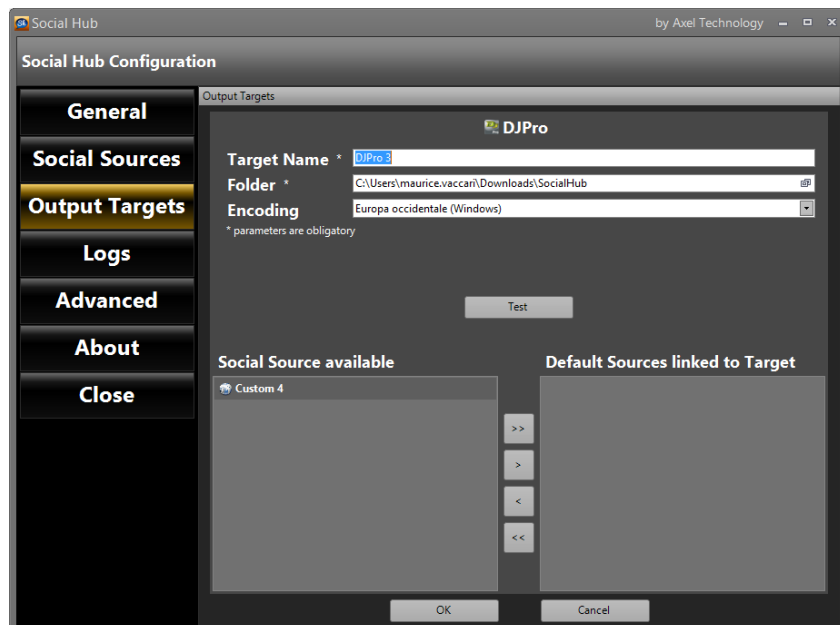 Social Hub
by Axel Technology
Social Hub Configuration
General
Social Sources
Output Targets
Logs
Advanced
About
Close
Output Targets
DJPro
Target Name *
DJPro 3
Folder *
C:\Users\maurice.vaccari\Downloads\SocialHub
Encoding
Europa occidentale (Windows)
* parameters are obligatory
Test
Social Source available
Default Sources linked to Target
Custom 4
>>
>
<
<<
OK
Cancel